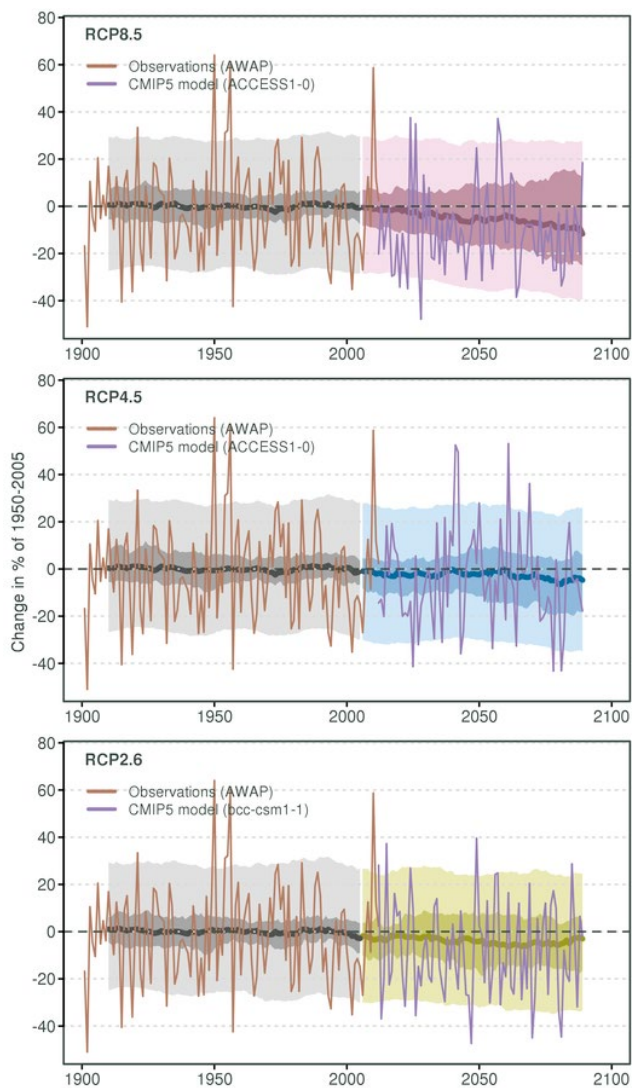 RCP8.5
80
60
40
20
0
-20
-40
Observations (AWAP)
CMIP5 model (ACCESS1-0)
1900 1950 2000 2050 2100
Change in % of 1950-2005
RCP4.5
80
60
40
20
0
-20
-40
Observations (AWAP)
CMIP5 model (ACCESS1-0)
1900 1950 2000 2050 2100
RCP2.6
80
60
40
20
0
-20
-40
Observations (AWAP)
CMIP5 model (bcc-csm1-1)
1900 1950 2000 2050 2100